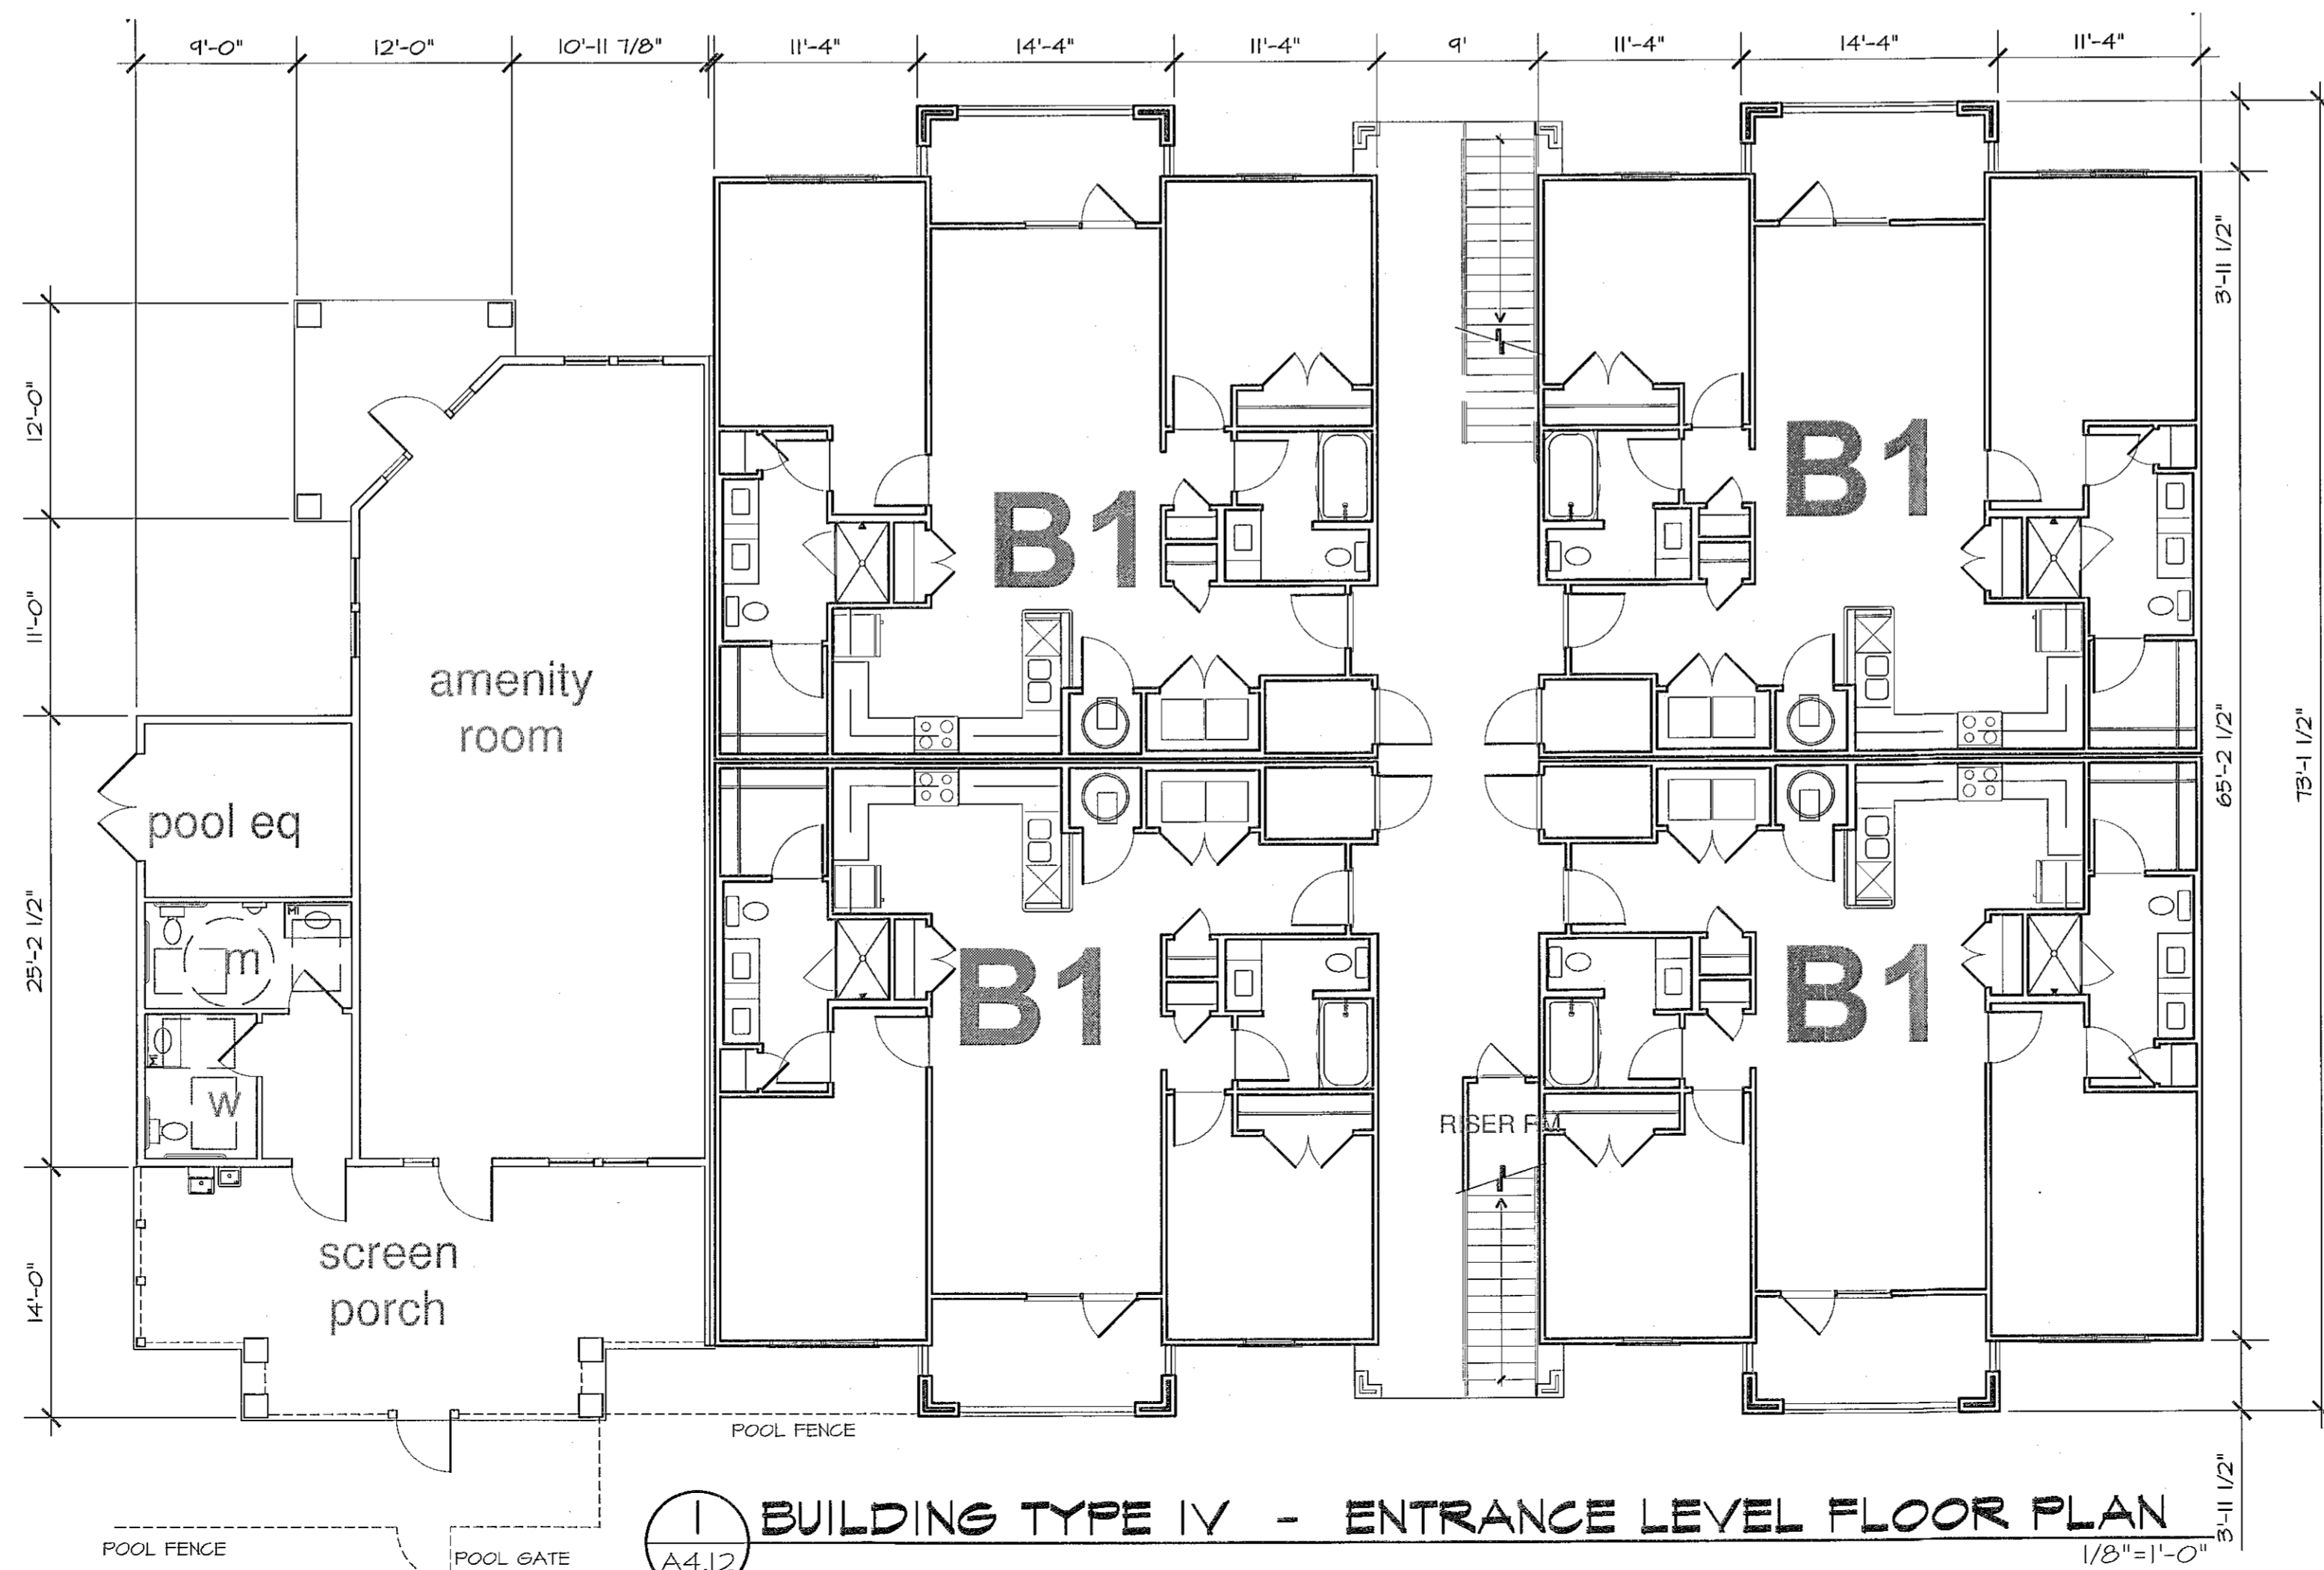 9'-0" 12'-0" 10'-11 7/8" 11'-4" 14'-4" 11'-4" 9' 11'-4" 14'-4" 11'-4"
3'-11 1/2"
12'-0"
B1 B1
11'-0"
amenity
room
65'-2 1/2"
73'-1 1/2"
pool eq
25'-2 1/2"
MI
m
B1 B1
MI
W
RISER RM
screen
porch
14'-0"
POOL FENCE
3'-11 1/2"
1 BUILDING TYPE IV - ENTRANCE LEVEL FLOOR PLAN
A4.12
1/8"=1'-0"
POOL FENCE
POOL GATE